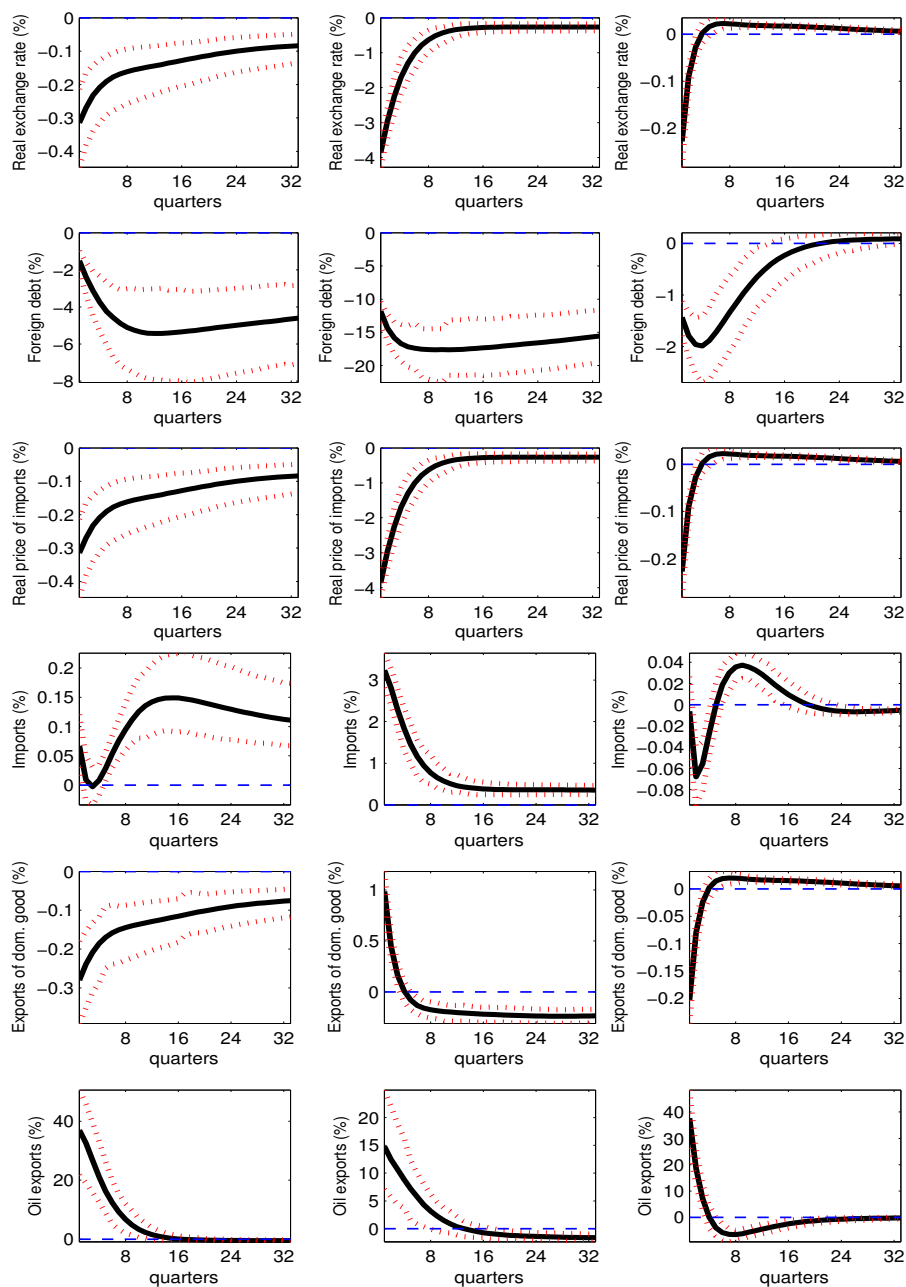 Real exchange rate (%)
0
−0.1
−0.2
−0.3
−0.4
8 16 24 32
quarters
Real exchange rate (%)
0
−1
−2
−3
−4
8 16 24 32
quarters
Real exchange rate (%)
0
−0.1
−0.2
8 16 24 32
quarters
Foreign debt (%)
0
−2
−4
−6
−8
8 16 24 32
quarters
Foreign debt (%)
0
−5
−10
−15
−20
8 16 24 32
quarters
Foreign debt (%)
0
−1
−2
8 16 24 32
quarters
Real price of imports (%)
0
−0.1
−0.2
−0.3
−0.4
8 16 24 32
quarters
Real price of imports (%)
0
−1
−2
−3
−4
8 16 24 32
quarters
Real price of imports (%)
0
−0.1
−0.2
8 16 24 32
quarters
Imports (%)
0.2
0.15
0.1
0.05
0
8 16 24 32
quarters
Imports (%)
3
2
1
0
8 16 24 32
quarters
Imports (%)
0.04
0.02
0
−0.02
−0.04
−0.06
−0.08
8 16 24 32
quarters
Exports of dom. good (%)
0
−0.1
−0.2
−0.3
8 16 24 32
quarters
Exports of dom. good (%)
1
0.5
0
8 16 24 32
quarters
Exports of dom. good (%)
0
−0.05
−0.1
−0.15
−0.2
8 16 24 32
quarters
Oil exports (%)
40
20
0
8 16 24 32
quarters
Oil exports (%)
20
15
10
5
0
8 16 24 32
quarters
Oil exports (%)
40
30
20
10
0
8 16 24 32
quarters